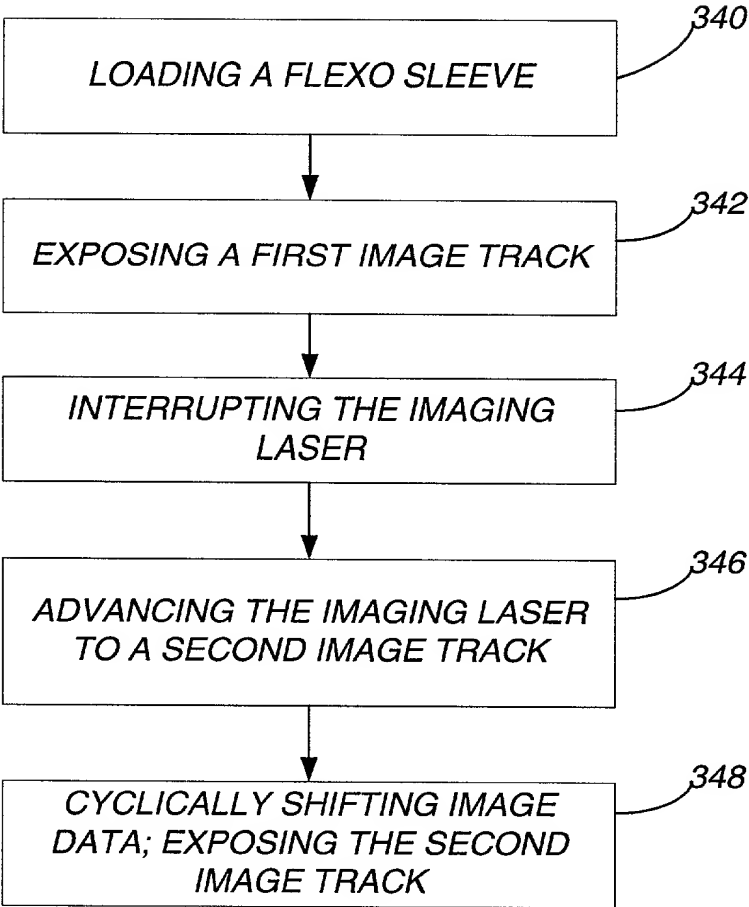 340
LOADING A FLEXO SLEEVE
342
EXPOSING A FIRST IMAGE TRACK
344
INTERRUPTING THE IMAGING
LASER
346
ADVANCING THE IMAGING LASER
TO A SECOND IMAGE TRACK
348
CYCLICALLY SHIFTING IMAGE
DATA; EXPOSING THE SECOND
IMAGE TRACK